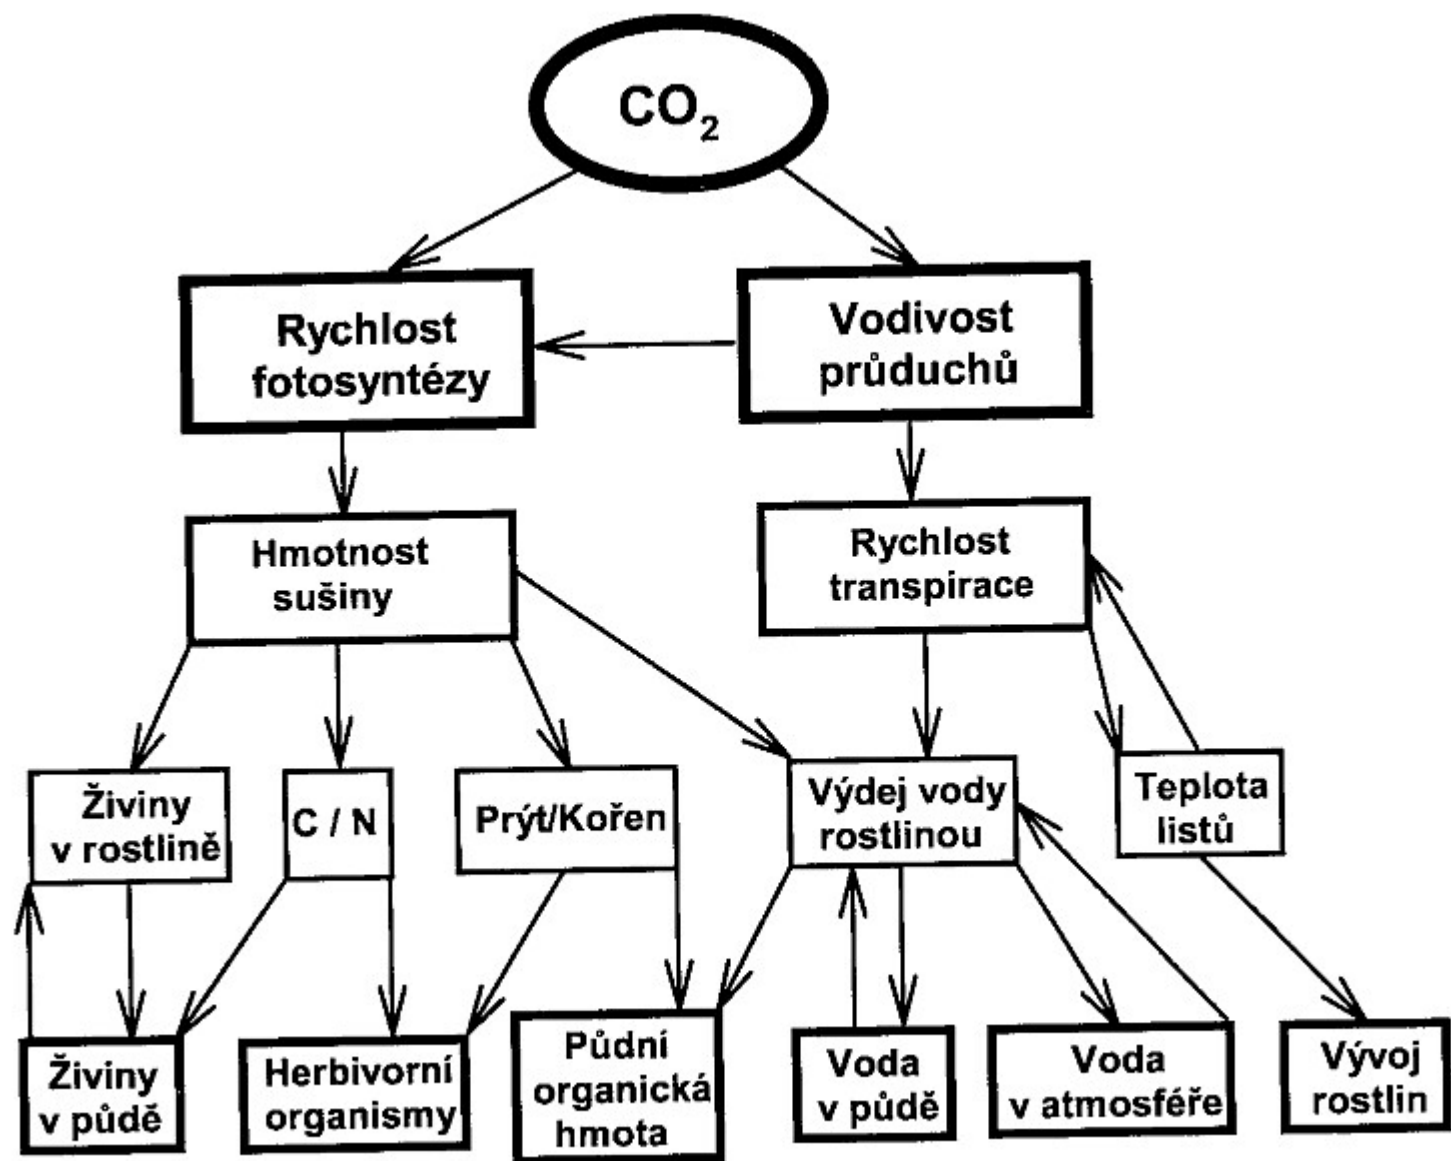 CO₂
Rychlost
fotosyntézy
Vodivost
průduchů
Hmotnost
sušiny
Rychlost
transpirace
Živiny
v rostlině
C / N
Prýt/Kořen
Výdej vody
rostlinou
Teplota
listů
Živiny
v půdě
Herbivorní
organismy
Půdní
organická
hmota
Voda
v půdě
Voda
v atmosféře
Vývoj
rostlin